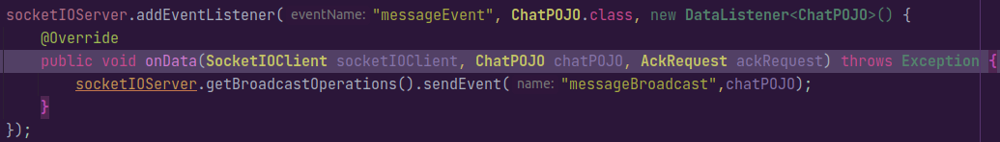 socketIOServer.addEventListener( eventName: "messageEvent", ChatPOJO.class, new DataListener<ChatPOJO>() {
    @Override
    public void onData(SocketIOClient socketIOClient, ChatPOJO chatPOJO, AckRequest ackRequest) throws Exception {
        socketIOServer.getBroadcastOperations().sendEvent( name: "messageBroadcast",chatPOJO);
    }
});